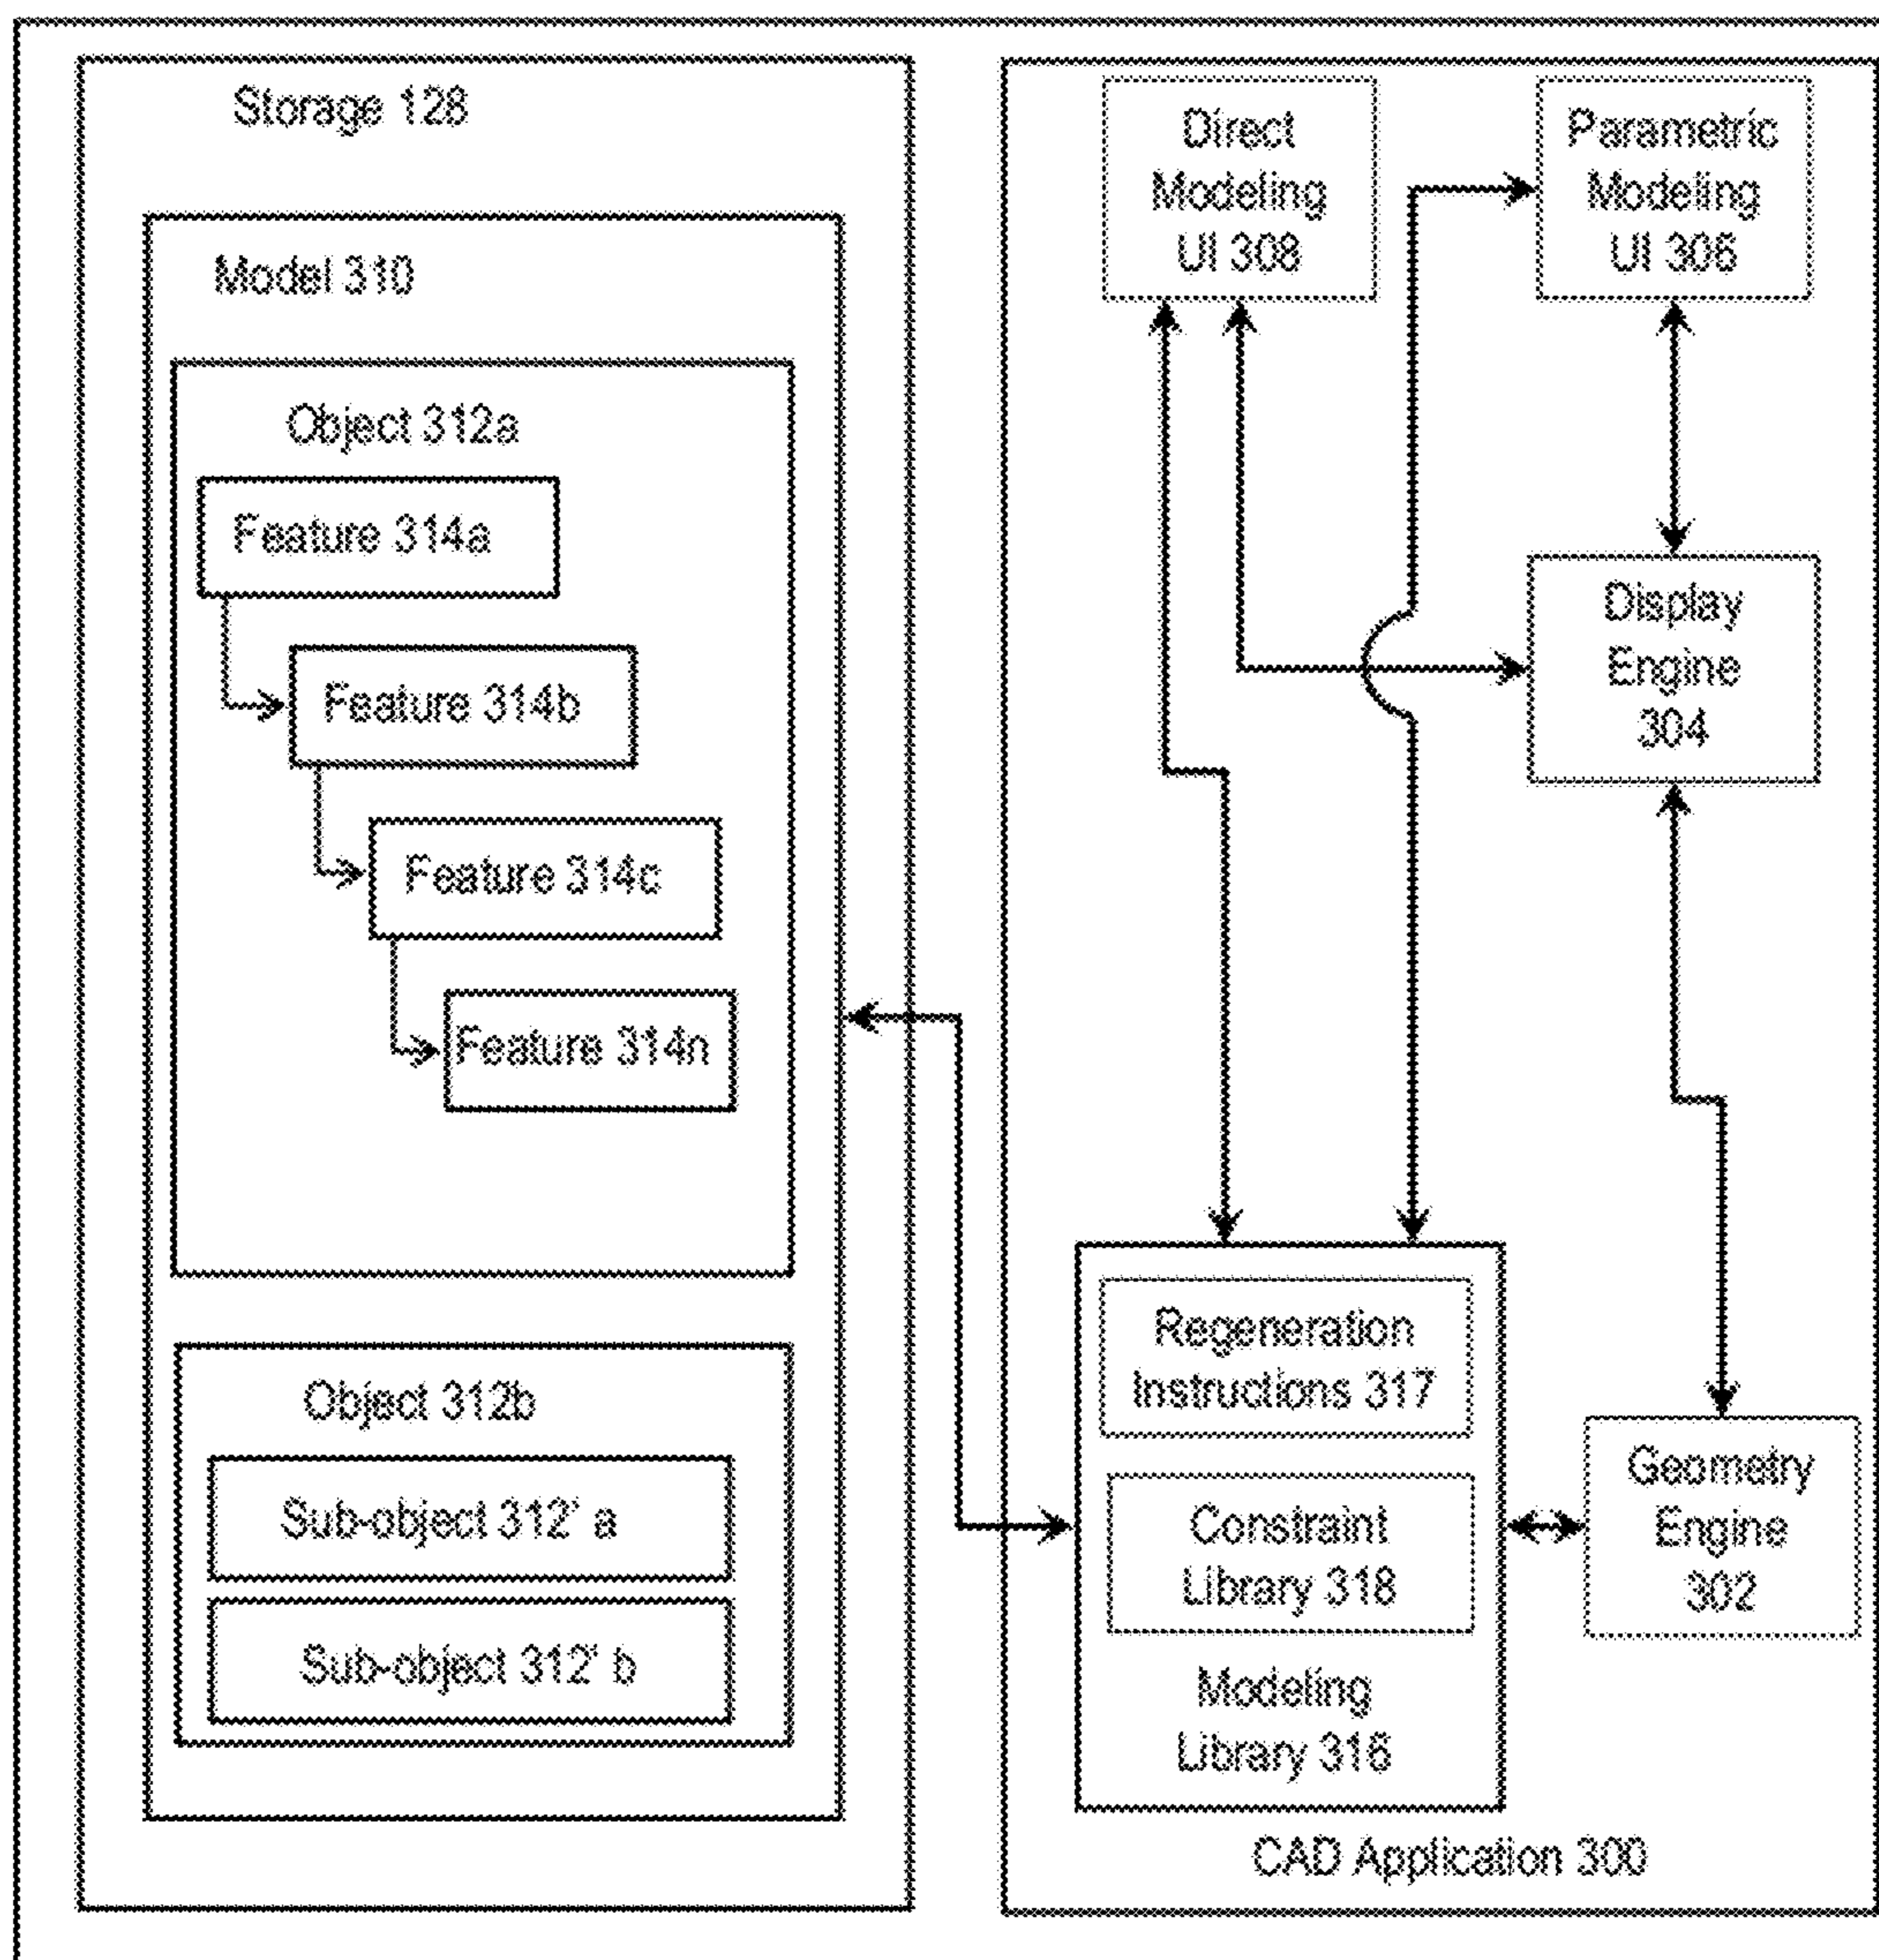 Storage 128
Model 310
Object 312a
Feature 314a
Feature 314b
Feature 314c
Feature 314n
Object 312b
Sub-object 312' a
Sub-object 312' b
Direct
Modeling
UI 308
Parametric
Modeling
UI 306
Display
Engine
304
Regeneration
Instructions 317
Constraint
Library 318
Modeling
Library 316
Geometry
Engine
302
CAD Application 300